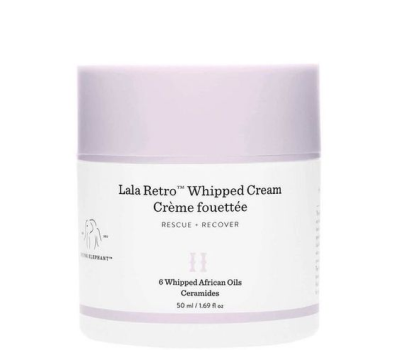 Lala Retro™ Whipped Cream
Crème fouettée
RESCUE + RECOVER
6 Whipped African Oils
Ceramides
50 ml / 1.69 fl oz
ELEPHANT™